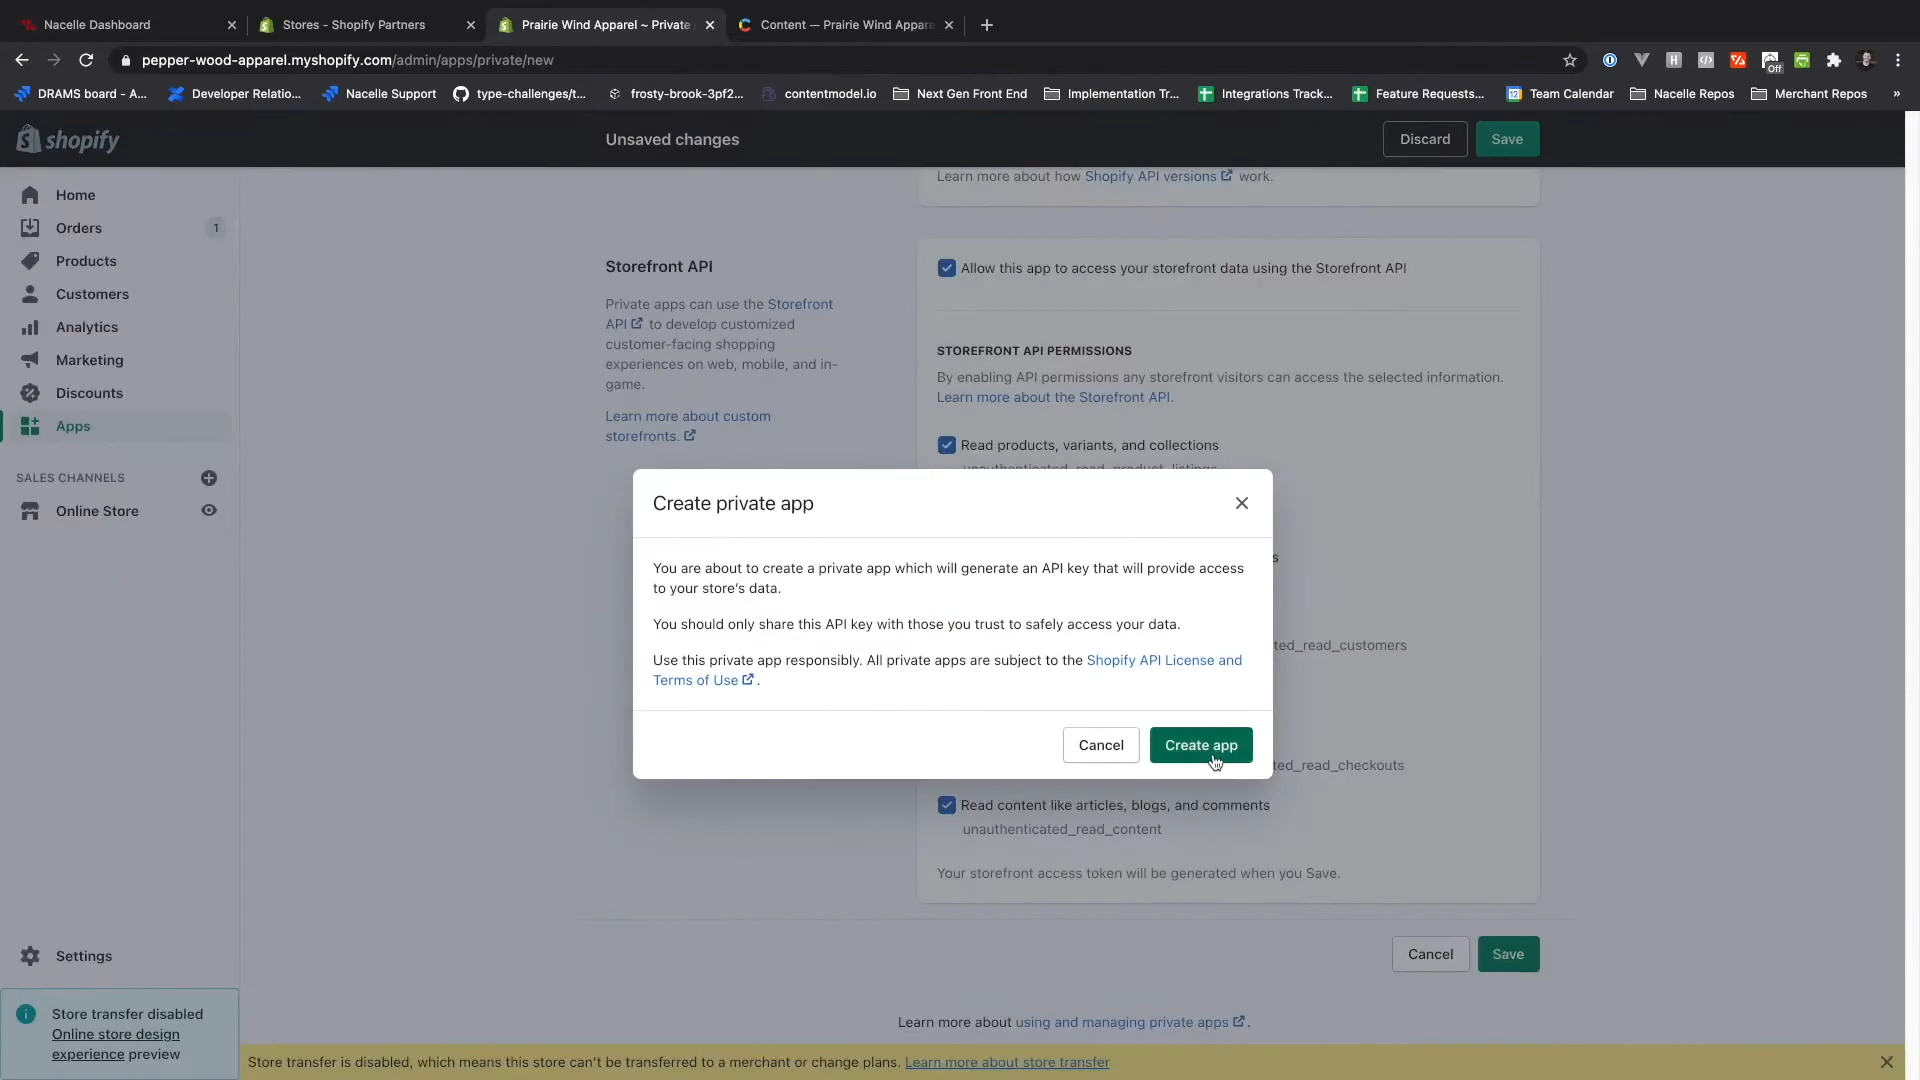 Nacelle Dashboard
Stores - Shopify Partners
Prairie Wind Apparel ~ Private
Content — Prairie Wind Appare
pepper-wood-apparel.myshopify.com/admin/apps/private/new
Off
DRAMS board - A...
Developer Relatio...
Nacelle Support
type-challenges/t...
frosty-brook-3pf2...
contentmodel.io
Next Gen Front End
Implementation Tr...
Integrations Track...
Feature Requests...
12
Team Calendar
Nacelle Repos
Merchant Repos
»
shopify
Unsaved changes
Discard
Save
Home
Orders
1
Products
Customers
Analytics
Marketing
Discounts
Apps
SALES CHANNELS
Online Store
Settings
Store transfer disabled
Online store design
experience preview
Learn more about how Shopify API versions work.
Storefront API
Private apps can use the Storefront
API to develop customized
customer-facing shopping
experiences on web, mobile, and in-
game.
Learn more about custom
storefronts.
Allow this app to access your storefront data using the Storefront API
STOREFRONT API PERMISSIONS
By enabling API permissions any storefront visitors can access the selected information.
Learn more about the Storefront API.
Read products, variants, and collections
unauthenticated_read_product_listings
s
ted_read_customers
ted_read_checkouts
Create private app
You are about to create a private app which will generate an API key that will provide access
to your store's data.
You should only share this API key with those you trust to safely access your data.
Use this private app responsibly. All private apps are subject to the Shopify API License and
Terms of Use .
Cancel
Create app
Read content like articles, blogs, and comments
unauthenticated_read_content
Your storefront access token will be generated when you Save.
Cancel
Save
Learn more about using and managing private apps .
Store transfer is disabled, which means this store can't be transferred to a merchant or change plans. Learn more about store transfer